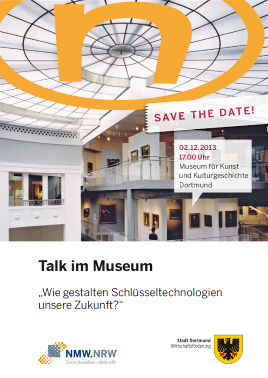 n
SAVE THE DATE!
02.12.2013
17.00 Uhr
Museum für Kunst
und Kulturgeschichte
Dortmund
Talk im Museum
„Wie gestalten Schlüsseltechnologien
unsere Zukunft?“
NMW.NRW
Stadt Dortmund
Wirtschaftsförderung